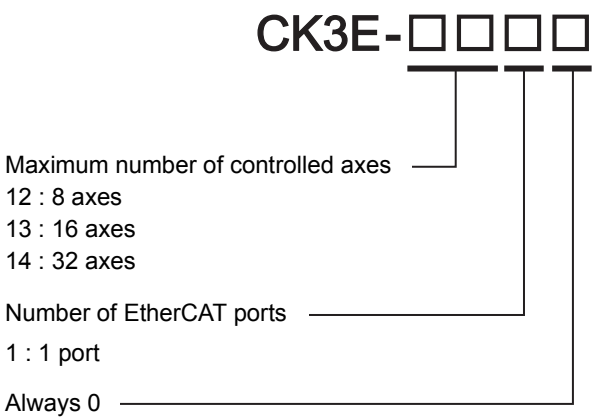 CK3E-□□□□
Maximum number of controlled axes
12 : 8 axes
13 : 16 axes
14 : 32 axes
Number of EtherCAT ports
1 : 1 port
Always 0